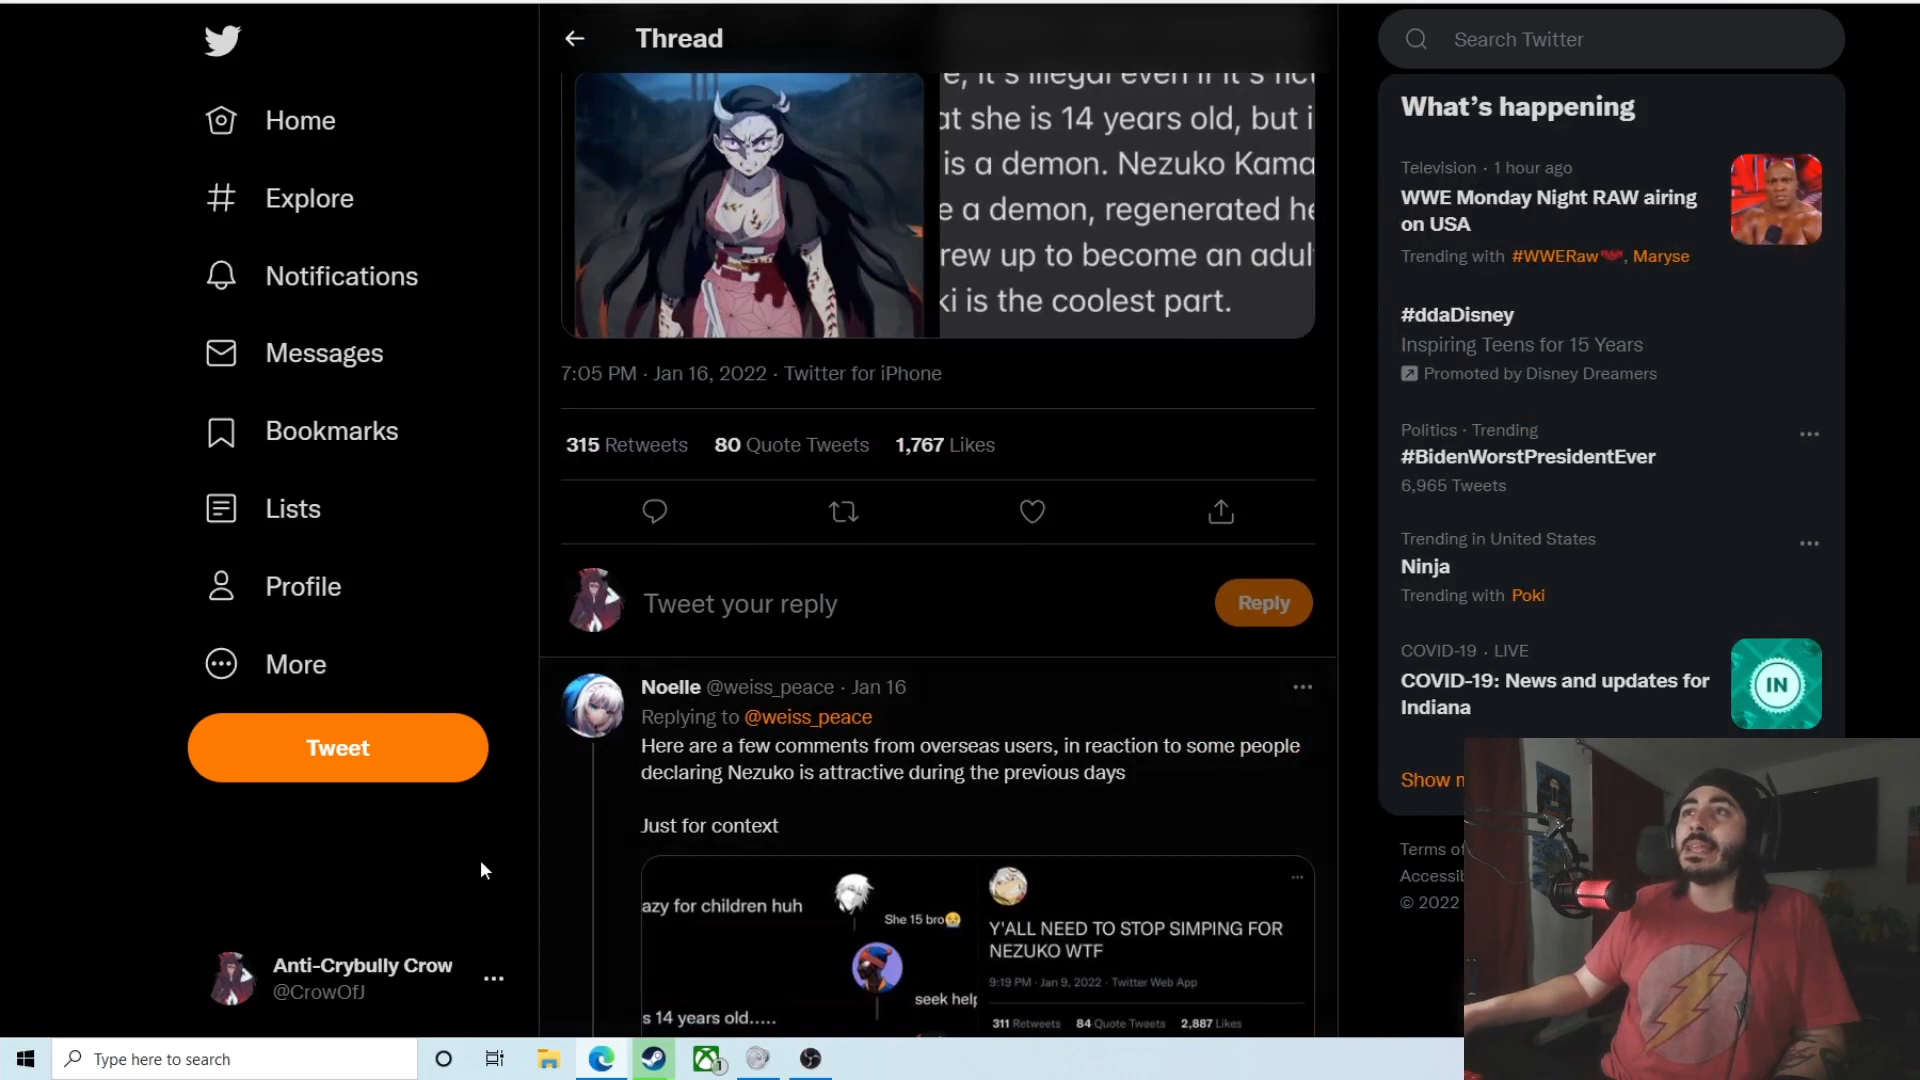 Home
Explore
Notifications
Messages
Bookmarks
Lists
Profile
More
Tweet
Anti-Crybully Crow
@CrowOfJ
Thread
at she is 14 years old, but i
is a demon. Nezuko Kama
e a demon, regenerated he
rew up to become an adul
ki is the coolest part.
7:05 PM · Jan 16, 2022 · Twitter for iPhone
315 Retweets 80 Quote Tweets 1,767 Likes
Tweet your reply
Reply
Noelle @weiss_peace · Jan 16
Replying to @weiss_peace
Here are a few comments from overseas users, in reaction to some people
declaring Nezuko is attractive during the previous days
Just for context
azy for children huh
She 15 bro😭
seek help
s 14 years old.....
Y'ALL NEED TO STOP SIMPING FOR
NEZUKO WTF
9:19 PM · Jan 9, 2022 · Twitter Web App
311 Retweets 84 Quote Tweets 2,887 Likes
Search Twitter
What's happening
Television · 1 hour ago
WWE Monday Night RAW airing
on USA
Trending with #WWERaw, Maryse
#ddaDisney
Inspiring Teens for 15 Years
Promoted by Disney Dreamers
Politics · Trending
#BidenWorstPresidentEver
6,965 Tweets
Trending in United States
Ninja
Trending with Poki
COVID-19 · LIVE
COVID-19: News and updates for
Indiana
IN
Show
Terms of
Accessib
© 2022
Type here to search
1